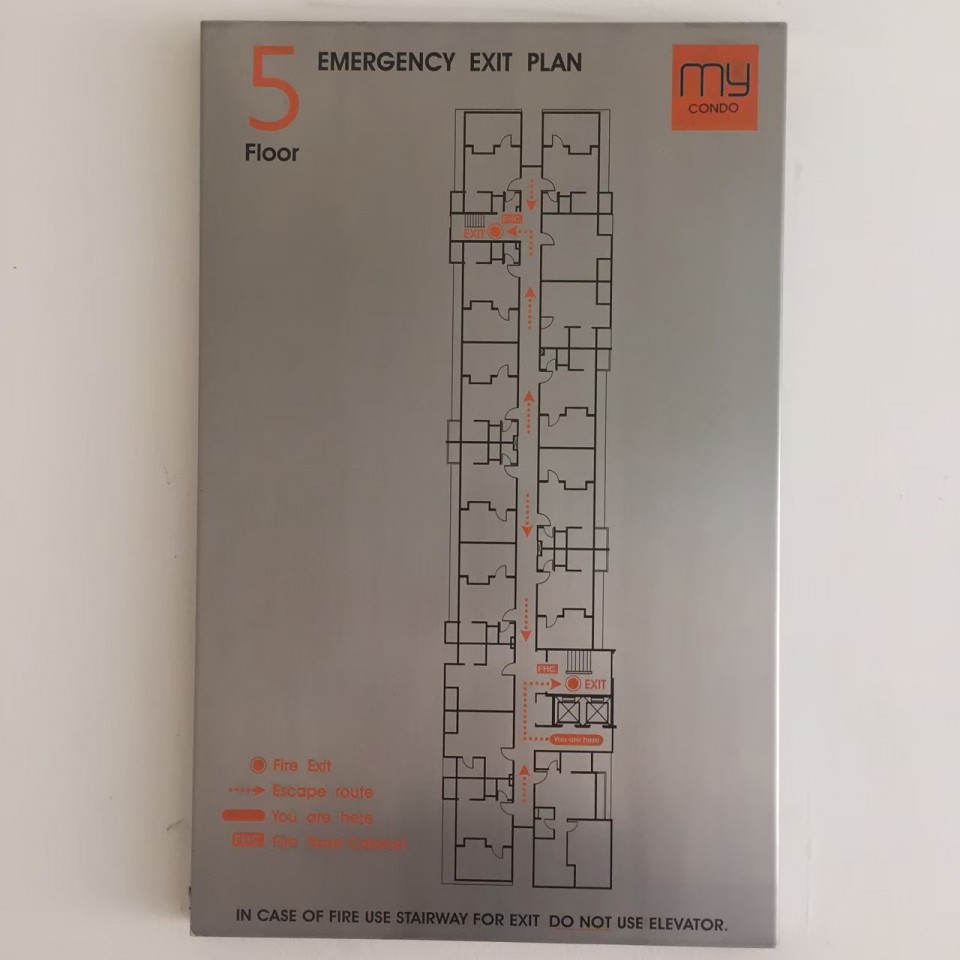 5
Floor
EMERGENCY EXIT PLAN
my
CONDO
FHC
EXIT
FHC
EXIT
You are here
Fire Exit
Escape route
You are here
FHC Fire Hose Cabinet
IN CASE OF FIRE USE STAIRWAY FOR EXIT DO NOT USE ELEVATOR.